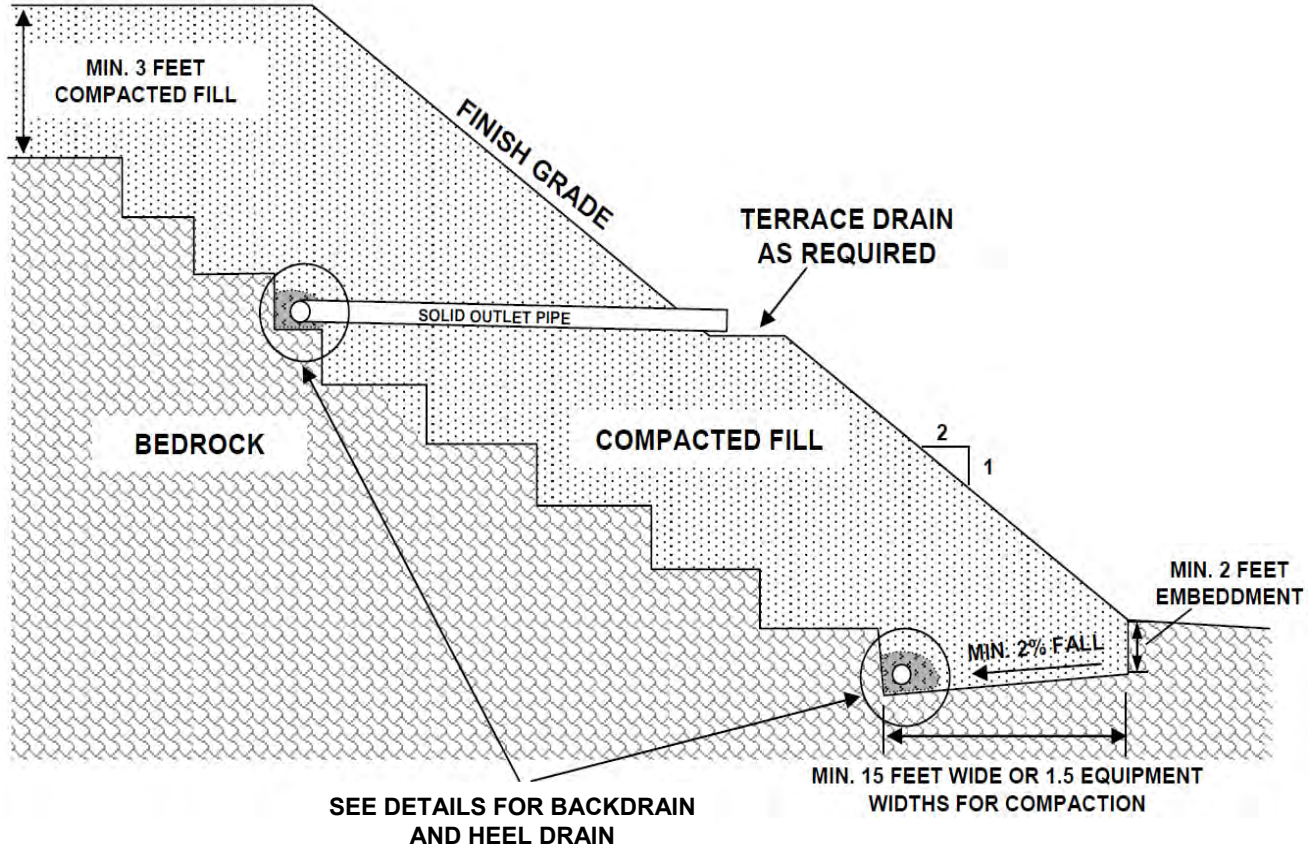 MIN. 3 FEET
COMPACTED FILL
FINISH GRADE
TERRACE DRAIN
AS REQUIRED
SOLID OUTLET PIPE
BEDROCK
COMPACTED FILL
2
1
MIN. 2 FEET
EMBEDDMENT
MIN. 2% FALL
MIN. 15 FEET WIDE OR 1.5 EQUIPMENT
WIDTHS FOR COMPACTION
SEE DETAILS FOR BACKDRAIN
AND HEEL DRAIN